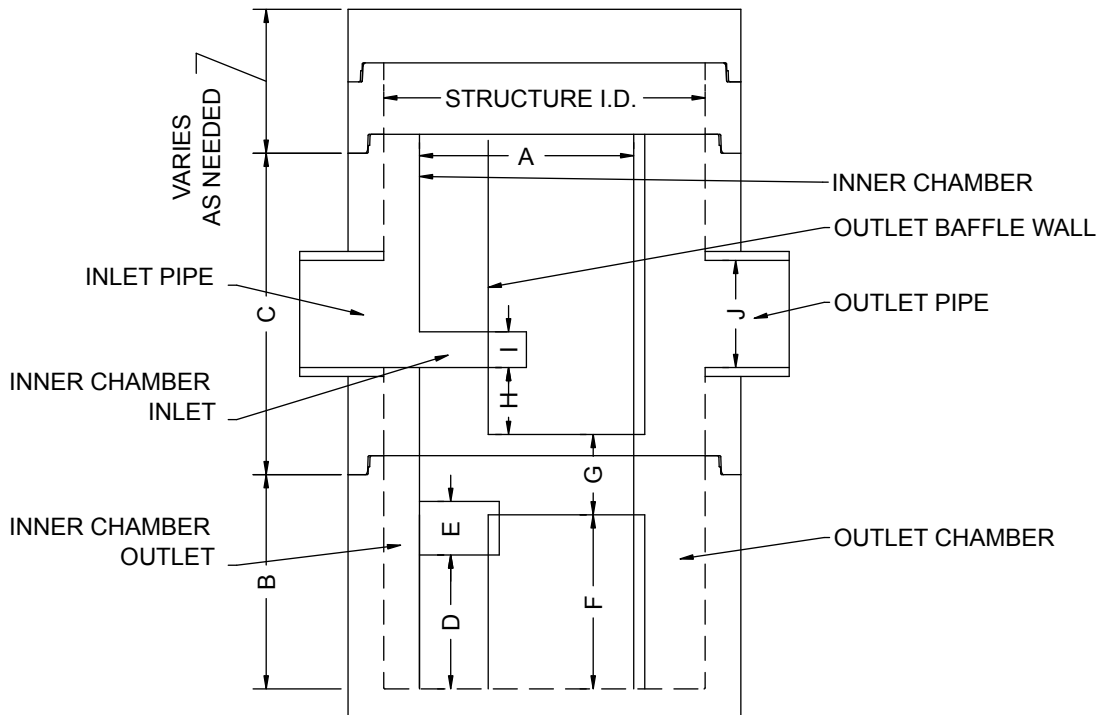 STRUCTURE I.D.
VARIES
AS NEEDED
A
INNER CHAMBER
OUTLET BAFFLE WALL
INLET PIPE
C
J
OUTLET PIPE
I
INNER CHAMBER
INLET
H
G
INNER CHAMBER
OUTLET
E
OUTLET CHAMBER
B
D
F